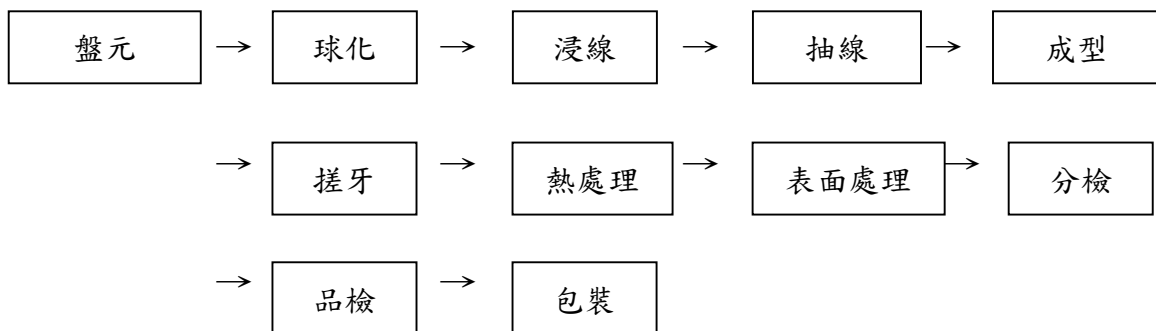 盤元 → 球化 → 浸線 → 抽線 → 成型
→ 搓牙 → 熱處理 → 表面處理 → 分檢
→ 品檢 → 包裝